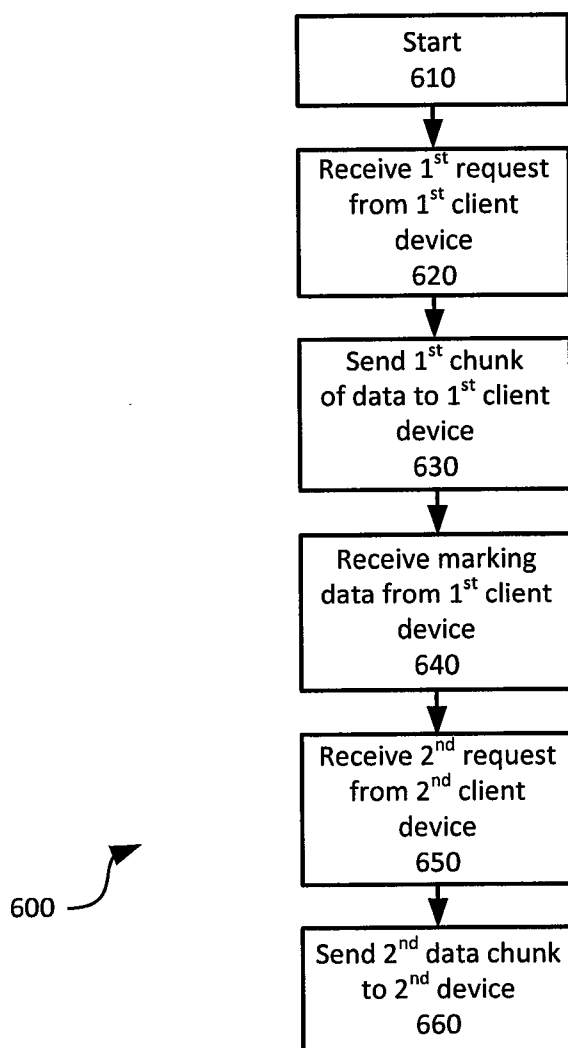 Start
610
Receive 1st request
from 1st client
device
620
Send 1st chunk
of data to 1st client
device
630
Receive marking
data from 1st client
device
640
Receive 2nd request
from 2nd client
device
650
600
Send 2nd data chunk
to 2nd device
660